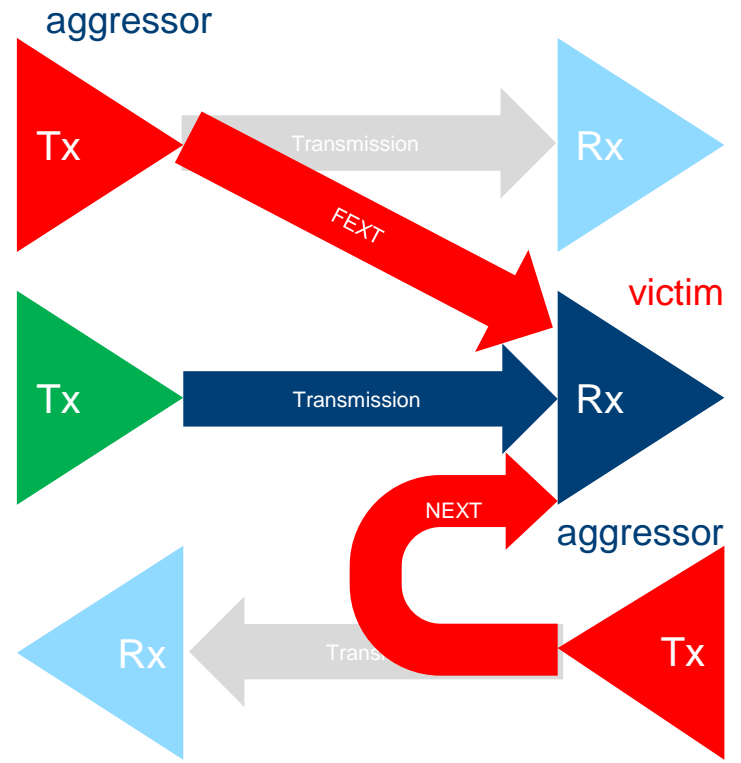 aggressor
Tx
Transmission
Rx
FEXT
victim
Tx
Transmission
Rx
NEXT
aggressor
Rx
Tx